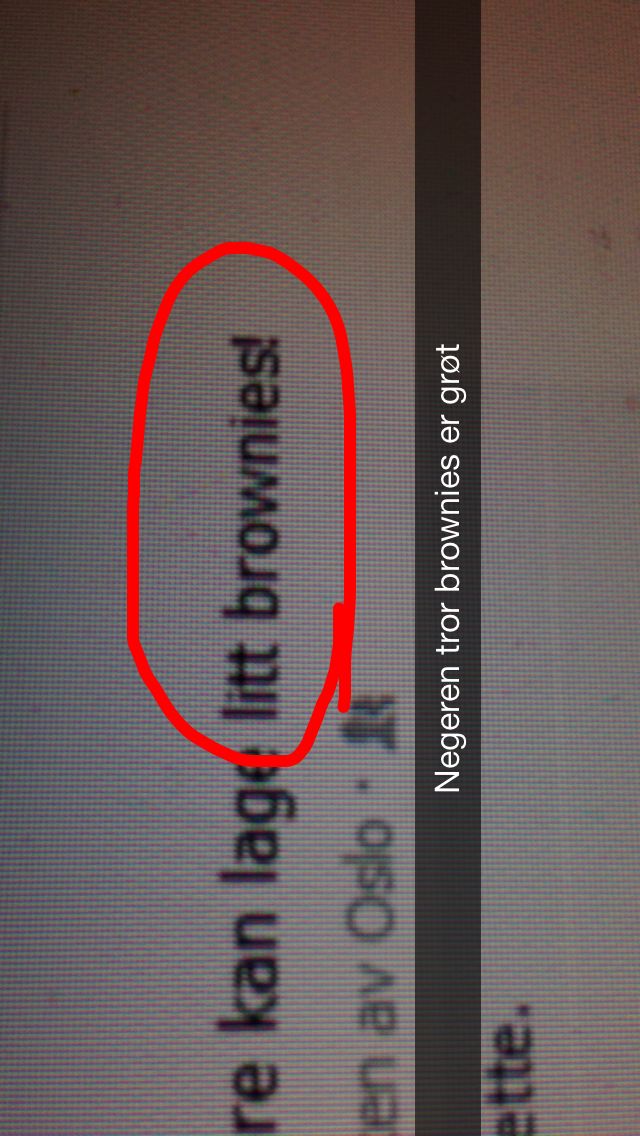 re kan lage litt brownies!
en av Oslo ·
Negeren tror brownies er grøt
ette.